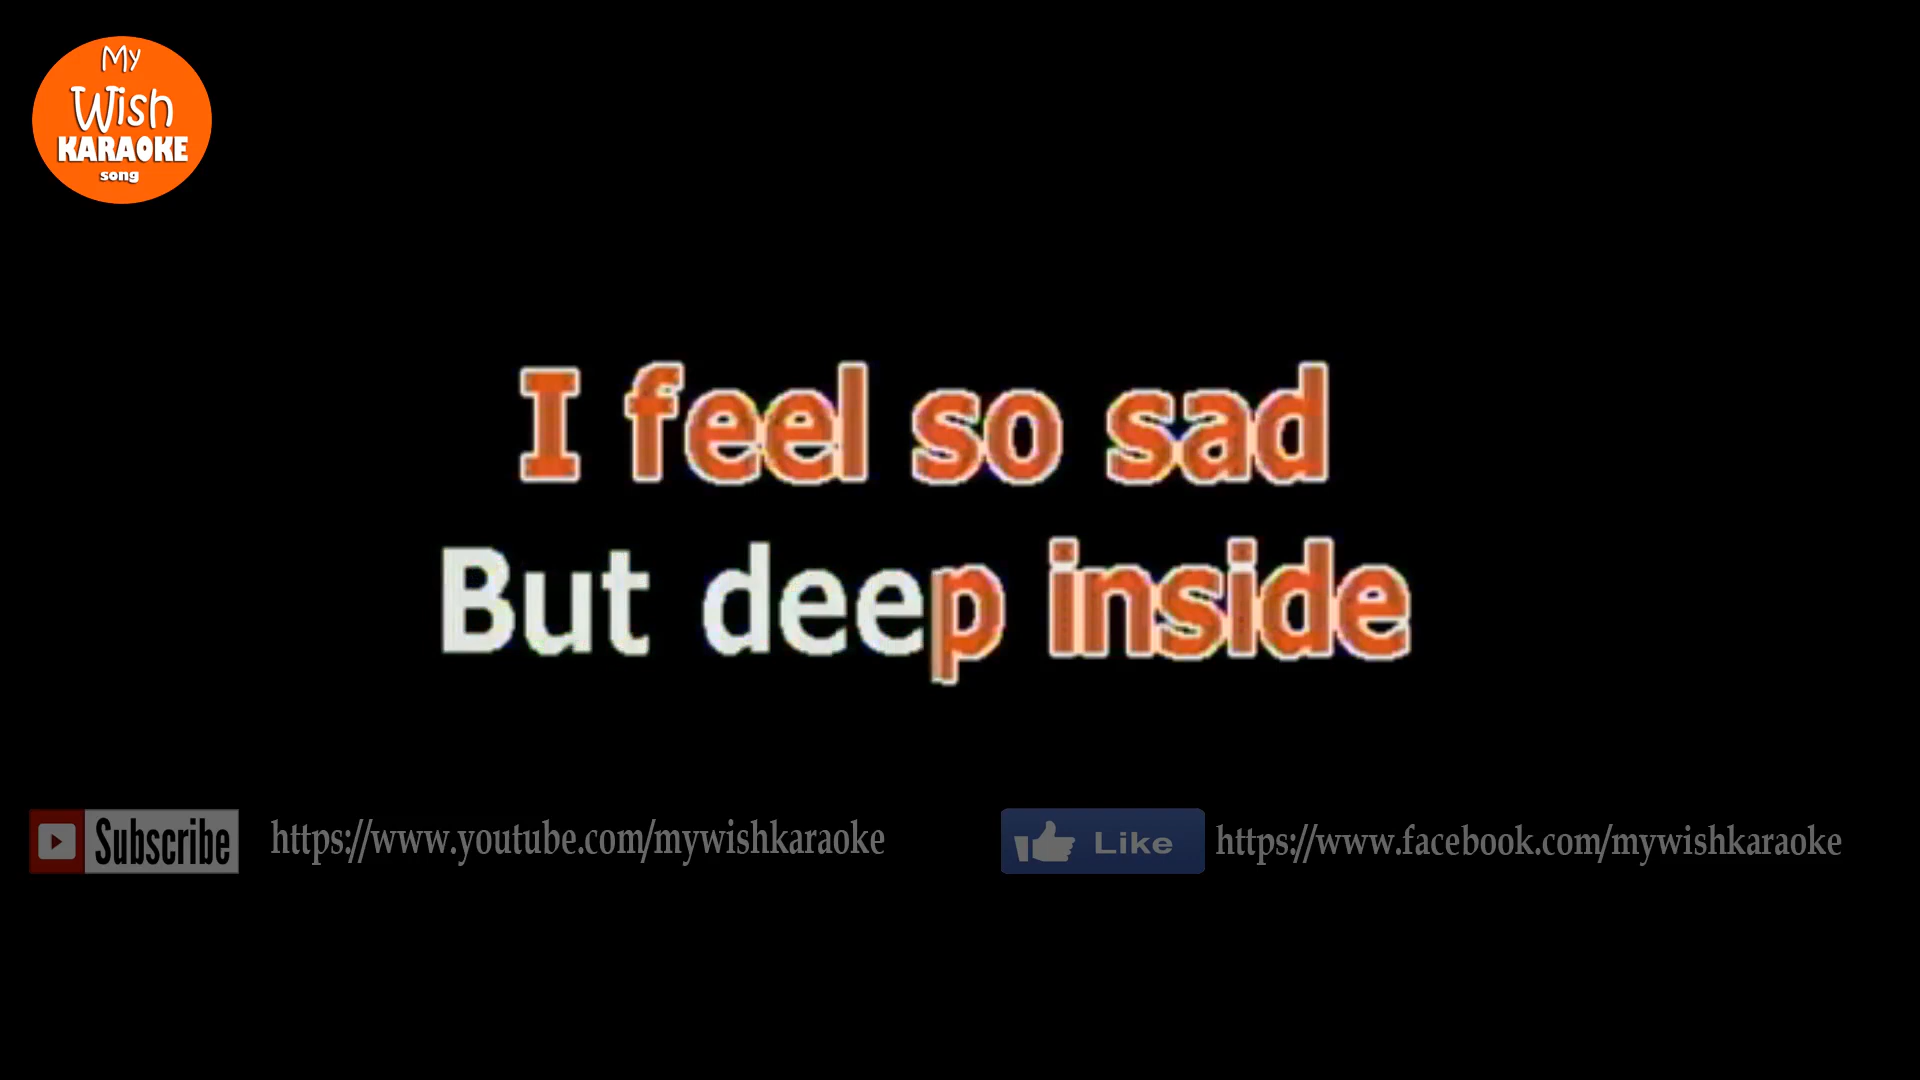 My
Wish
KARAOKE
song
I feel so sad
But deep inside
Subscribe
https://www.youtube.com/mywishkaraoke
Like
https://www.facebook.com/mywishkaraoke